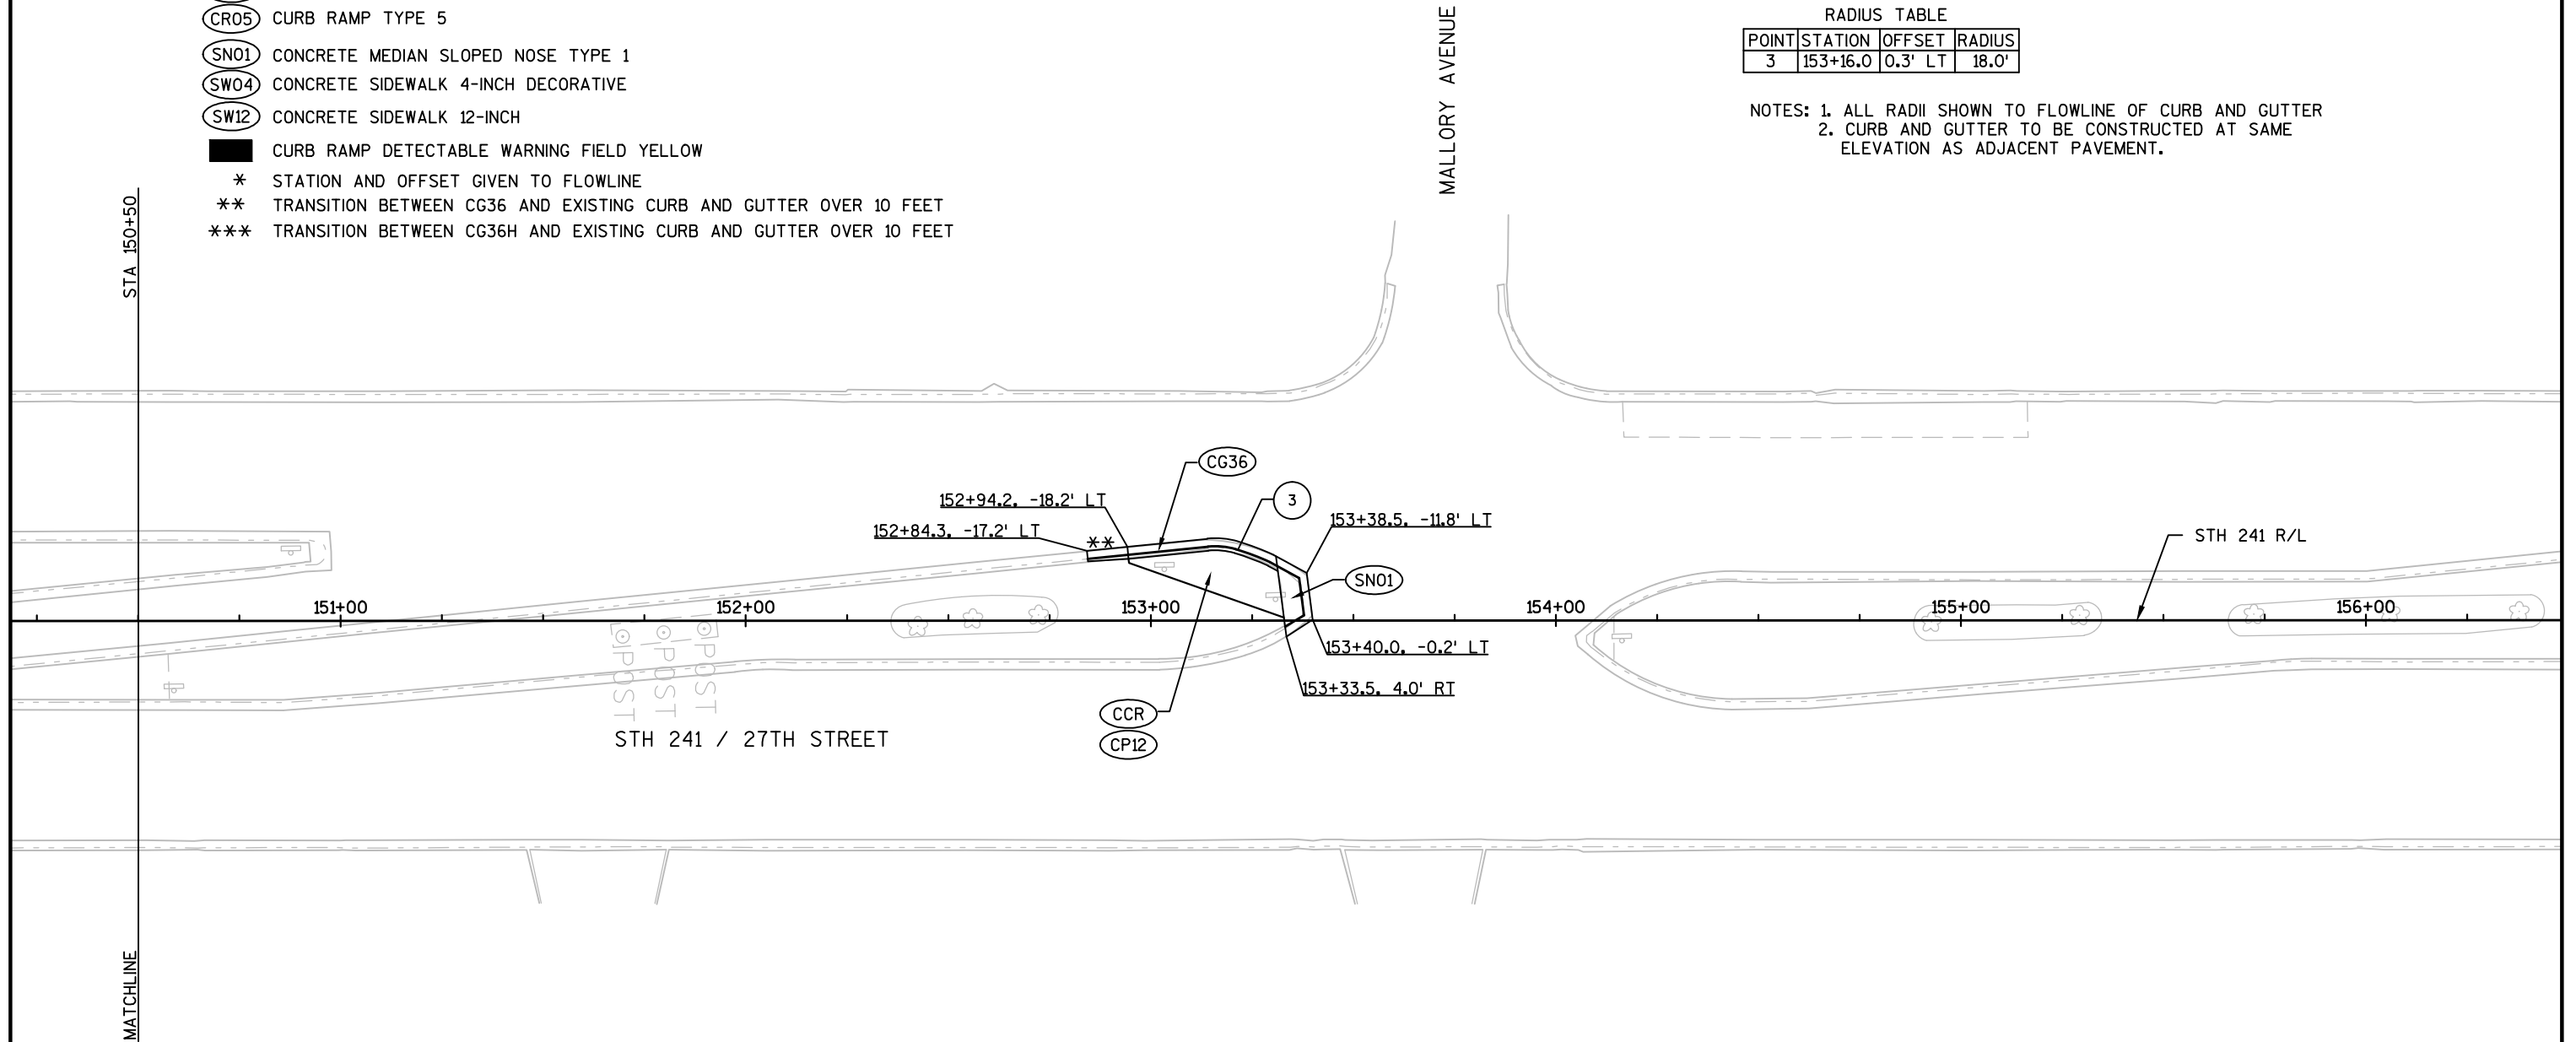 CR05 CURB RAMP TYPE 5
SN01 CONCRETE MEDIAN SLOPED NOSE TYPE 1
SW04 CONCRETE SIDEWALK 4-INCH DECORATIVE
SW12 CONCRETE SIDEWALK 12-INCH
CURB RAMP DETECTABLE WARNING FIELD YELLOW
* STATION AND OFFSET GIVEN TO FLOWLINE
** TRANSITION BETWEEN CG36 AND EXISTING CURB AND GUTTER OVER 10 FEET
*** TRANSITION BETWEEN CG36H AND EXISTING CURB AND GUTTER OVER 10 FEET
STA 150+50
MATCHLINE
MALLORY AVENUE
RADIUS TABLE
POINT STATION OFFSET RADIUS
3 153+16.0 0.3' LT 18.0'
NOTES: 1. ALL RADII SHOWN TO FLOWLINE OF CURB AND GUTTER
2. CURB AND GUTTER TO BE CONSTRUCTED AT SAME
ELEVATION AS ADJACENT PAVEMENT.
CG36
152+94.2. -18.2' LT
3
153+38.5. -11.8' LT
152+84.3. -17.2' LT
**
STH 241 R/L
SN01
151+00
152+00
153+00
154+00
155+00
156+00
153+40.0. -0.2' LT
153+33.5. 4.0' RT
IPOST
IPOST
IPOST
CCR
CP12
STH 241 / 27TH STREET